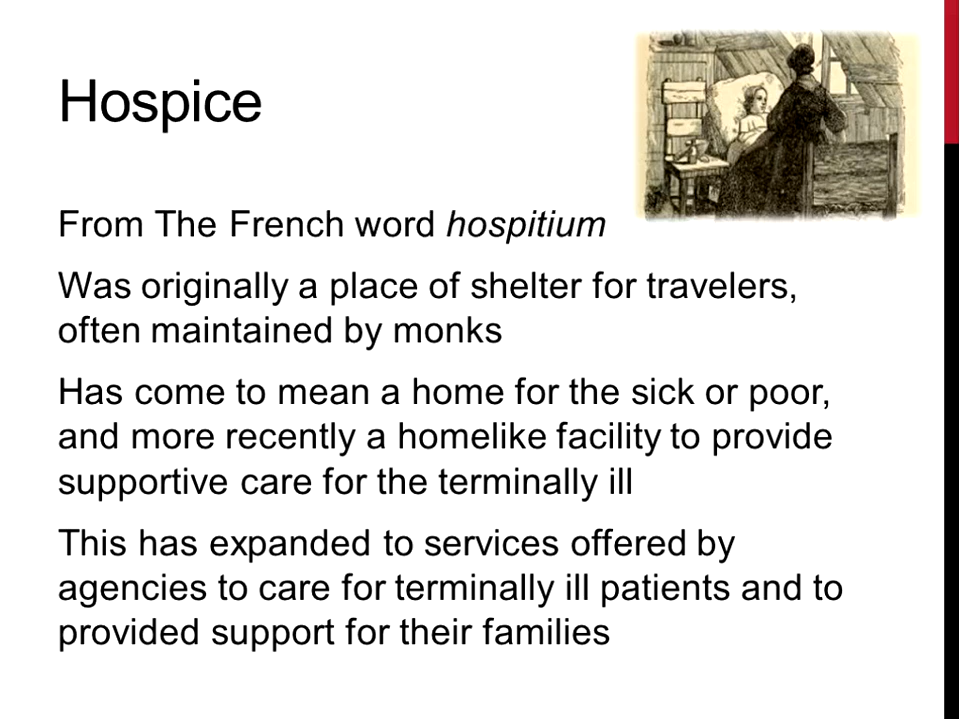 Hospice
From The French word hospitium
Was originally a place of shelter for travelers,
often maintained by monks
Has come to mean a home for the sick or poor,
and more recently a homelike facility to provide
supportive care for the terminally ill
This has expanded to services offered by
agencies to care for terminally ill patients and to
provided support for their families